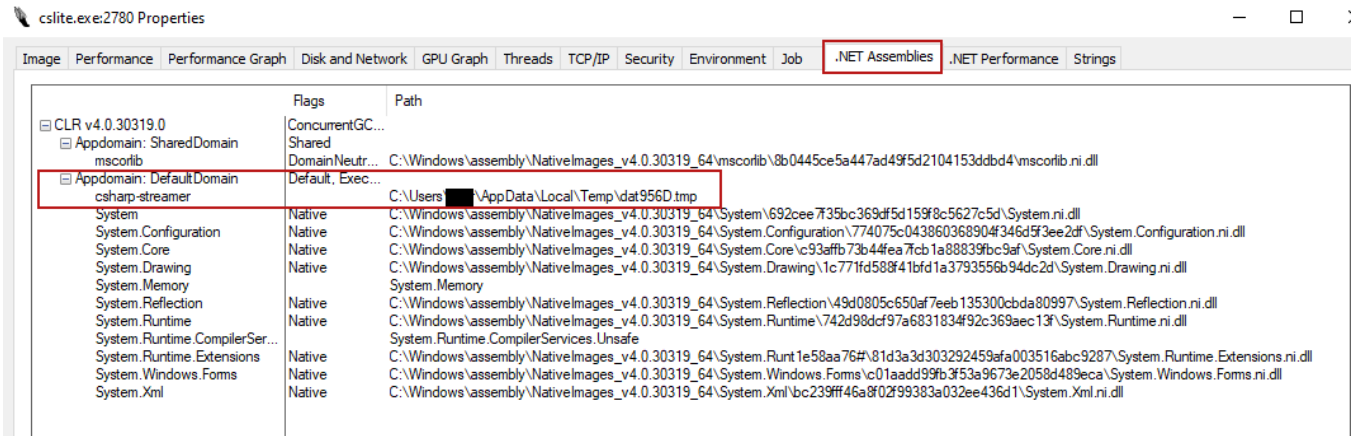 cslite.exe:2780 Properties
Image Performance Performance Graph Disk and Network GPU Graph Threads TCP/IP Security Environment Job .NET Assemblies .NET Performance Strings
Flags Path
CLR v4.0.30319.0 ConcurrentGC...
Appdomain: SharedDomain Shared
mscorlib DomainNeutr... C:\Windows\assembly\NativeImages_v4.0.30319_64\mscorlib\8b0445ce5a447ad49f5d2104153ddbd4\mscorlib.ni.dll
Appdomain: DefaultDomain Default, Exec...
csharp-streamer C:\Users\ \AppData\Local\Temp\dat956D.tmp
System Native C:\Windows\assembly\NativeImages_v4.0.30319_64\System\692cee7f35bc369df5d159f8c5627c5d\System.ni.dll
System.Configuration Native C:\Windows\assembly\NativeImages_v4.0.30319_64\System.Configuration\774075c043860368904f346d5f3ee2df\System.Configuration.ni.dll
System.Core Native C:\Windows\assembly\NativeImages_v4.0.30319_64\System.Core\c93affb73b44fea7fcb1a88839fbc9af\System.Core.ni.dll
System.Drawing Native C:\Windows\assembly\NativeImages_v4.0.30319_64\System.Drawing\1c771fd588f41bfd1a3793556b94dc2d\System.Drawing.ni.dll
System.Memory System.Memory
System.Reflection Native C:\Windows\assembly\NativeImages_v4.0.30319_64\System.Reflection\49d0805c650af7eeb135300cbda80997\System.Reflection.ni.dll
System.Runtime Native C:\Windows\assembly\NativeImages_v4.0.30319_64\System.Runtime\742d98dcf97a6831834f92c369aec13f\System.Runtime.ni.dll
System.Runtime.CompilerSer... System.Runtime.CompilerServices.Unsafe
System.Runtime.Extensions Native C:\Windows\assembly\NativeImages_v4.0.30319_64\System.Runt1e58aa76#\81d3a3d303292459afa003516abc9287\System.Runtime.Extensions.ni.dll
System.Windows.Forms Native C:\Windows\assembly\NativeImages_v4.0.30319_64\System.Windows.Forms\c01aadd99fb3f53a9673e2058d489eca\System.Windows.Forms.ni.dll
System.Xml Native C:\Windows\assembly\NativeImages_v4.0.30319_64\System.Xml\bc239fff46a8f02f99383a032ee436d1\System.Xml.ni.dll